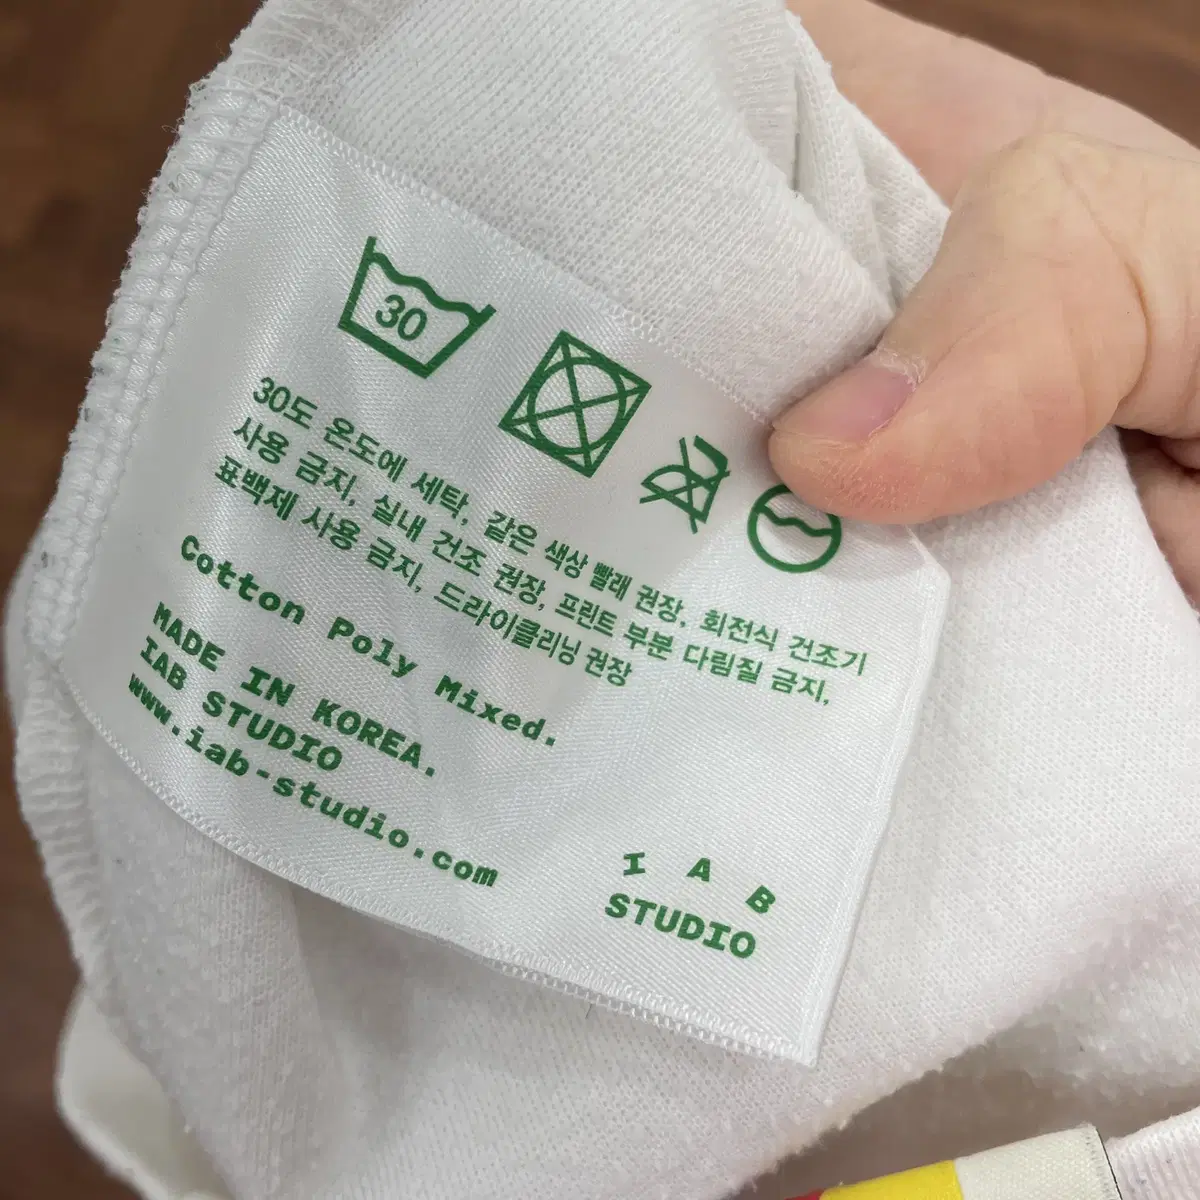 30
30도 온도에 세탁, 같은 색상 빨래 권장, 회전식 건조기
사용 금지, 실내 건조 권장, 프린트 부분 다림질 금지,
표백제 사용 금지, 드라이클리닝 권장
Cotton Poly Mixed.
MADE IN KOREA.
IAB STUDIO
www.iab-studio.com
I A B
STUDIO